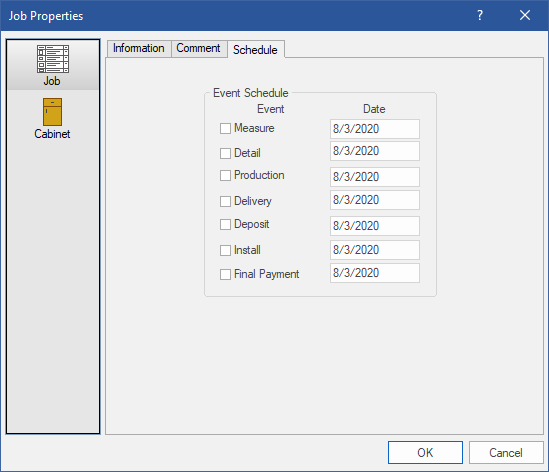 Job Properties
?
Information Comment Schedule
Job
Cabinet
Event Schedule
Event Date
Measure 8/3/2020
Detail 8/3/2020
Production 8/3/2020
Delivery 8/3/2020
Deposit 8/3/2020
Install 8/3/2020
Final Payment 8/3/2020
OK Cancel